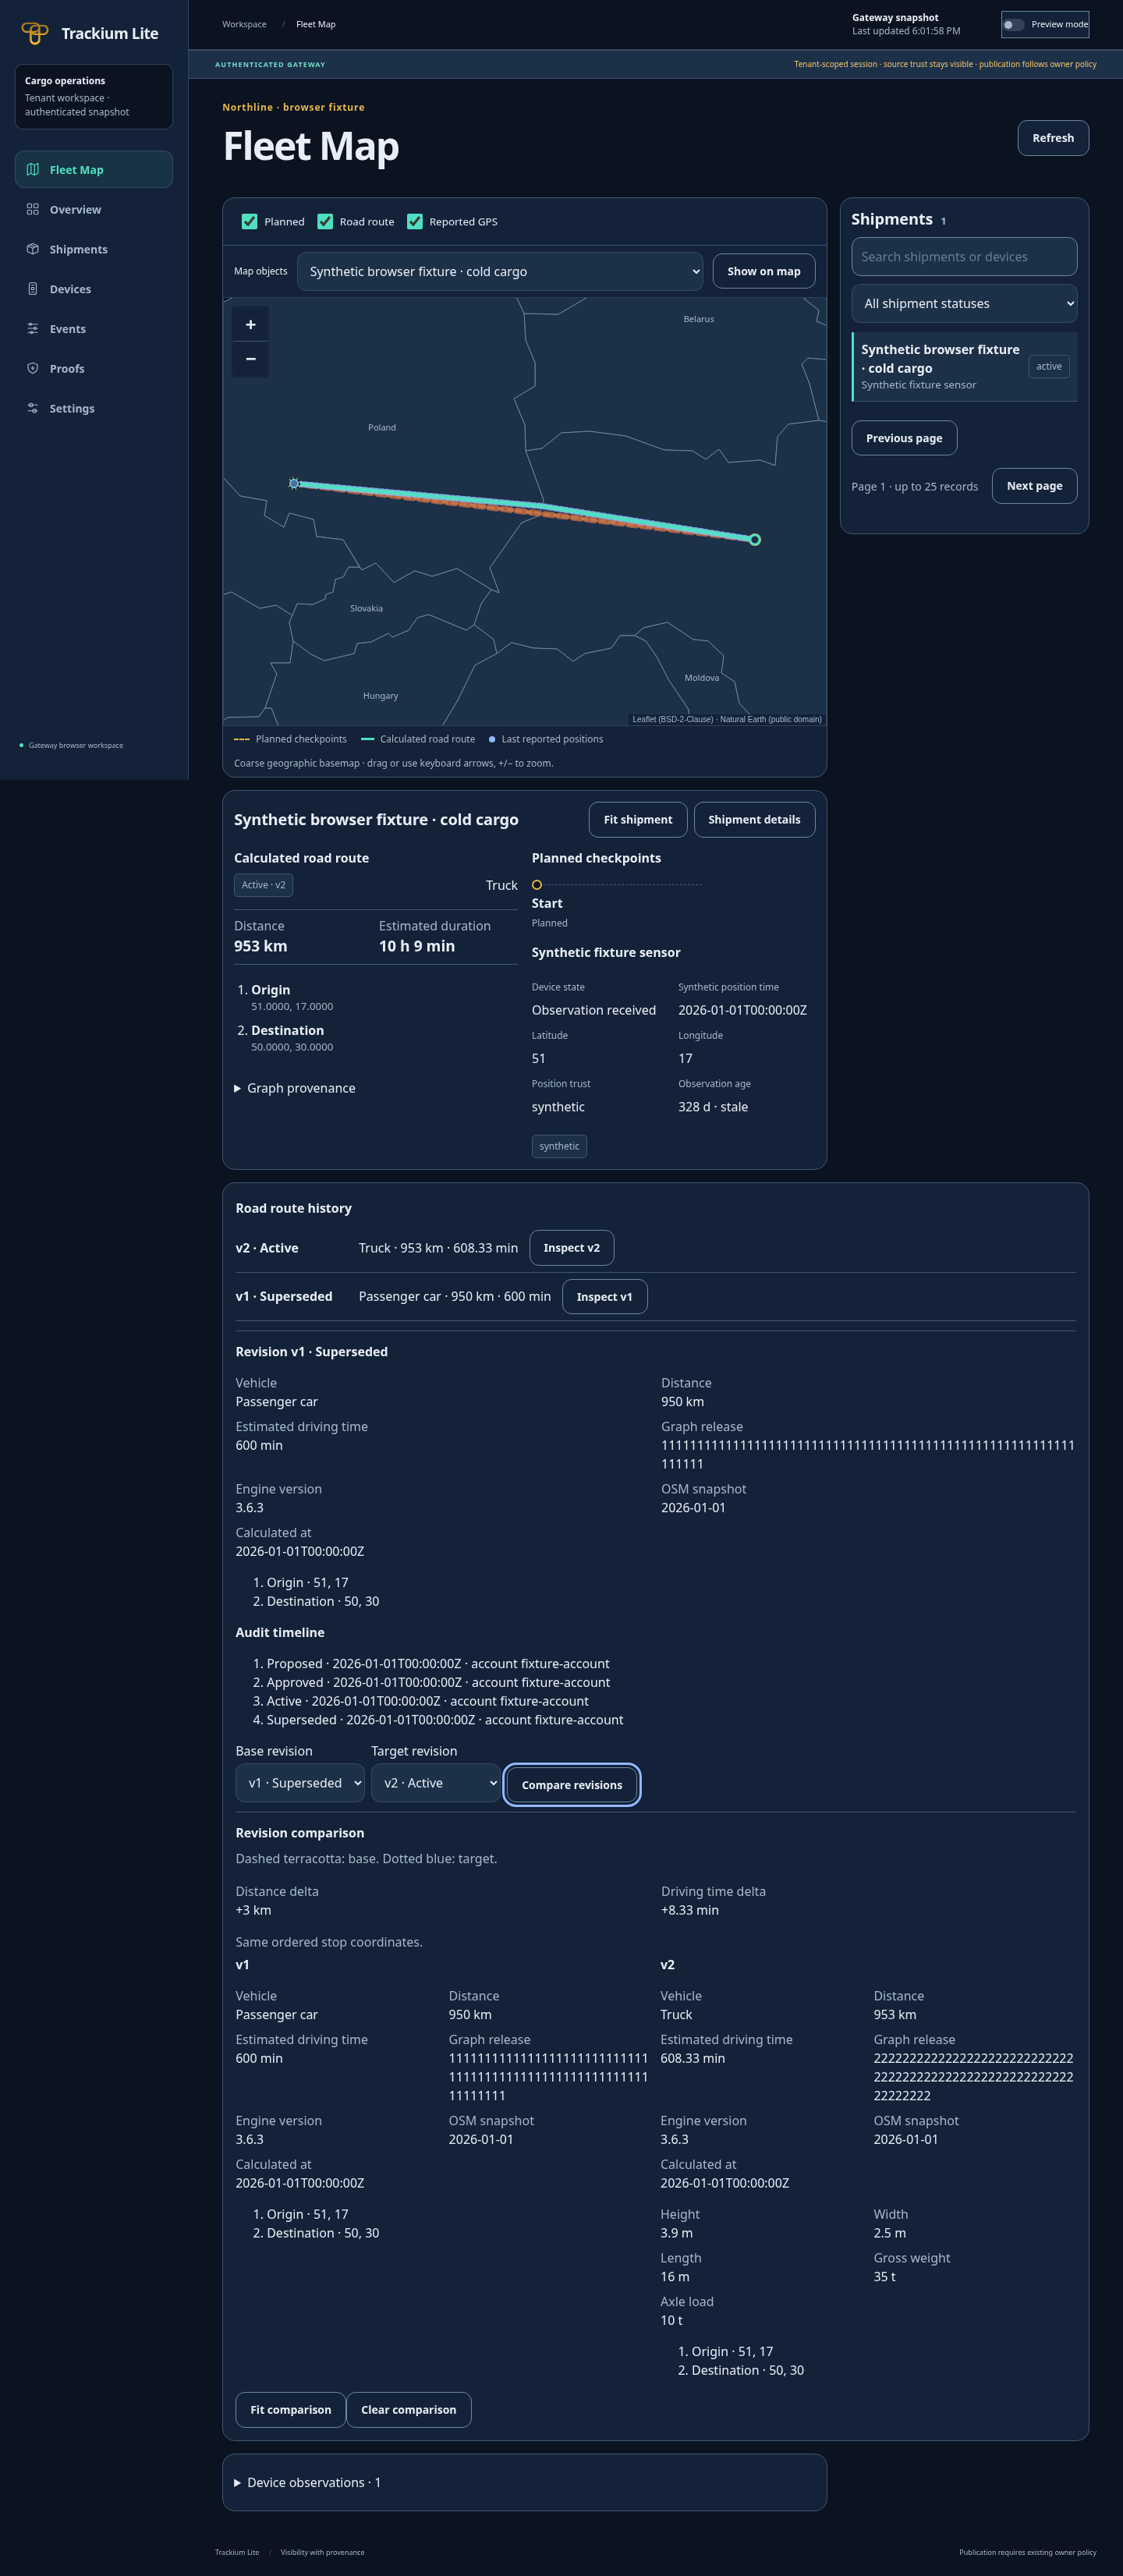 Trackium Lite
Cargo operations
Tenant workspace ·
authenticated snapshot
Fleet Map
Overview
Shipments
Devices
Events
Proofs
Settings
Gateway browser workspace
Workspace / Fleet Map
Gateway snapshot
Last updated 6:01:58 PM
Preview mode
AUTHENTICATED GATEWAY
Tenant-scoped session · source trust stays visible · publication follows owner policy
Northline · browser fixture
Fleet Map
Refresh
Planned
Road route
Reported GPS
Map objects
Synthetic browser fixture · cold cargo
Show on map
+
−
Belarus
Poland
Slovakia
Hungary
Moldova
Leaflet (BSD-2-Clause) · Natural Earth (public domain)
Planned checkpoints
Calculated road route
Last reported positions
Coarse geographic basemap · drag or use keyboard arrows, +/− to zoom.
Shipments 1
Search shipments or devices
All shipment statuses
Synthetic browser fixture
· cold cargo
Synthetic fixture sensor
active
Previous page
Page 1 · up to 25 records
Next page
Synthetic browser fixture · cold cargo
Fit shipment
Shipment details
Calculated road route
Active · v2
Truck
Distance
953 km
Estimated duration
10 h 9 min
1. Origin
51.0000, 17.0000
2. Destination
50.0000, 30.0000
Graph provenance
Planned checkpoints
Start
Planned
Synthetic fixture sensor
Device state
Observation received
Synthetic position time
2026-01-01T00:00:00Z
Latitude
51
Longitude
17
Position trust
synthetic
Observation age
328 d · stale
synthetic
Road route history
v2 · Active
Truck · 953 km · 608.33 min
Inspect v2
v1 · Superseded
Passenger car · 950 km · 600 min
Inspect v1
Revision v1 · Superseded
Vehicle
Passenger car
Distance
950 km
Estimated driving time
600 min
Graph release
1111111111111111111111111111111111111111111111111111111111
111111
Engine version
3.6.3
OSM snapshot
2026-01-01
Calculated at
2026-01-01T00:00:00Z
1. Origin · 51, 17
2. Destination · 50, 30
Audit timeline
1. Proposed · 2026-01-01T00:00:00Z · account fixture-account
2. Approved · 2026-01-01T00:00:00Z · account fixture-account
3. Active · 2026-01-01T00:00:00Z · account fixture-account
4. Superseded · 2026-01-01T00:00:00Z · account fixture-account
Base revision
v1 · Superseded
Target revision
v2 · Active
Compare revisions
Revision comparison
Dashed terracotta: base. Dotted blue: target.
Distance delta
+3 km
Driving time delta
+8.33 min
Same ordered stop coordinates.
v1
Vehicle
Passenger car
Distance
950 km
Estimated driving time
600 min
Graph release
1111111111111111111111111111
1111111111111111111111111111
11111111
Engine version
3.6.3
OSM snapshot
2026-01-01
Calculated at
2026-01-01T00:00:00Z
1. Origin · 51, 17
2. Destination · 50, 30
v2
Vehicle
Truck
Distance
953 km
Estimated driving time
608.33 min
Graph release
2222222222222222222222222222
2222222222222222222222222222
22222222
Engine version
3.6.3
OSM snapshot
2026-01-01
Calculated at
2026-01-01T00:00:00Z
Height
3.9 m
Width
2.5 m
Length
16 m
Gross weight
35 t
Axle load
10 t
1. Origin · 51, 17
2. Destination · 50, 30
Fit comparison
Clear comparison
Device observations · 1
Trackium Lite / Visibility with provenance
Publication requires existing owner policy